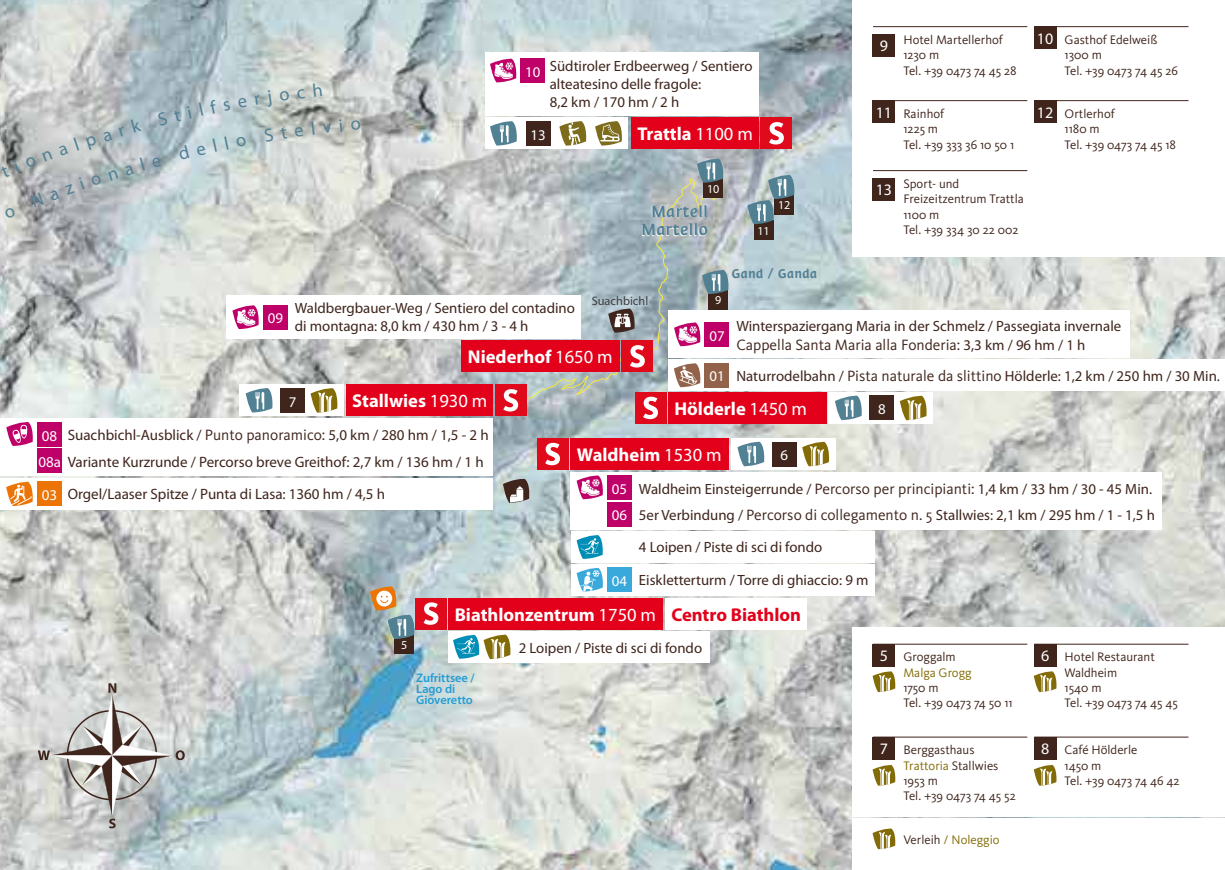 tionalpark Stilfserjoch
o Nazionale dello Stelvio
10 Südtiroler Erdbeerweg / Sentiero
alteatesino delle fragole:
8,2 km / 170 hm / 2 h
13 Trattla 1100 m S
10
12
11
Martell
Martello
Gand / Ganda
9
Suachbichl
09 Waldbergbauer-Weg / Sentiero del contadino
di montagna: 8,0 km / 430 hm / 3 - 4 h
Niederhof 1650 m S
07 Winterspaziergang Maria in der Schmelz / Passegiata invernale
Cappella Santa Maria alla Fonderia: 3,3 km / 96 hm / 1 h
01 Naturrodelbahn / Pista naturale da slittino Hölderle: 1,2 km / 250 hm / 30 Min.
7 Stallwies 1930 m S
S Hölderle 1450 m 8
08 Suachbichl-Ausblick / Punto panoramico: 5,0 km / 280 hm / 1,5 - 2 h
08a Variante Kurzrunde / Percorso breve Greithof: 2,7 km / 136 hm / 1 h
03 Orgel/Laaser Spitze / Punta di Lasa: 1360 hm / 4,5 h
S Waldheim 1530 m 6
05 Waldheim Einsteigerrunde / Percorso per principianti: 1,4 km / 33 hm / 30 - 45 Min.
06 5er Verbindung / Percorso di collegamento n. 5 Stallwies: 2,1 km / 295 hm / 1 - 1,5 h
4 Loipen / Piste di sci di fondo
04 Eiskletterturm / Torre di ghiaccio: 9 m
S Biathlonzentrum 1750 m Centro Biathlon
5
2 Loipen / Piste di sci di fondo
Zufrittsee /
Lago di
Gioveretto
N
W
O
S
9 Hotel Martellerhof
1230 m
Tel. +39 0473 74 45 28
10 Gasthof Edelweiß
1300 m
Tel. +39 0473 74 45 26
11 Rainhof
1225 m
Tel. +39 333 36 10 50 1
12 Ortlerhof
1180 m
Tel. +39 0473 74 45 18
13 Sport- und
Freizeitzentrum Trattla
1100 m
Tel. +39 334 30 22 002
5 Groggalm
Malga Grogg
1750 m
Tel. +39 0473 74 50 11
6 Hotel Restaurant
Waldheim
1540 m
Tel. +39 0473 74 45 45
7 Berggasthaus
Trattoria Stallwies
1953 m
Tel. +39 0473 74 45 52
8 Café Hölderle
1450 m
Tel. +39 0473 74 46 42
Verleih / Noleggio